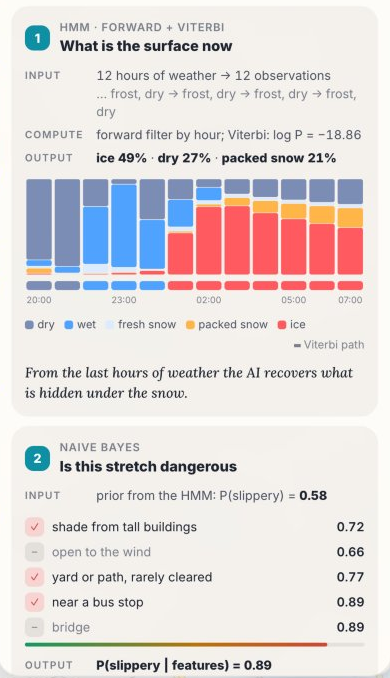 1
HMM · FORWARD + VITERBI
What is the surface now
INPUT 12 hours of weather → 12 observations
... frost, dry → frost, dry → frost, dry → frost,
dry
COMPUTE forward filter by hour; Viterbi: log P = −18.86
OUTPUT ice 49% · dry 27% · packed snow 21%
20:00 23:00 02:00 05:00 07:00
dry wet fresh snow packed snow ice
Viterbi path
From the last hours of weather the AI recovers what
is hidden under the snow.
2
NAIVE BAYES
Is this stretch dangerous
INPUT prior from the HMM: P(slippery) = 0.58
shade from tall buildings 0.72
open to the wind 0.66
yard or path, rarely cleared 0.77
near a bus stop 0.89
bridge 0.89
OUTPUT P(slippery | features) = 0.89